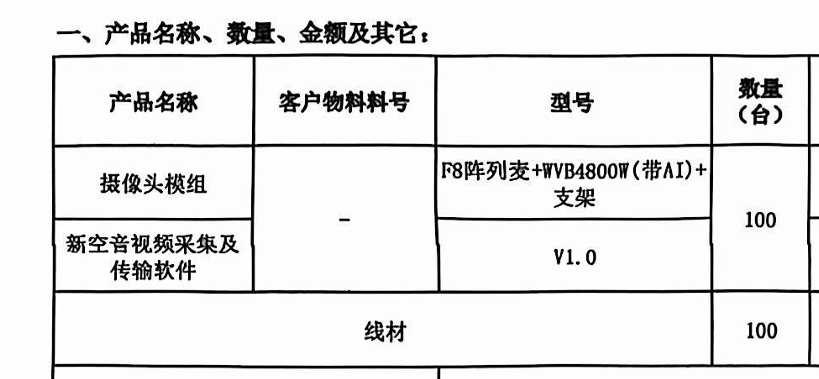 一、产品名称、数量、金额及其它：
产品名称 客户物料料号 型号 数量
（台）
摄像头模组 - F8阵列麦+WVB4800W(带AI)+
支架 100
新空音视频采集及
传输软件 V1.0
线材 100